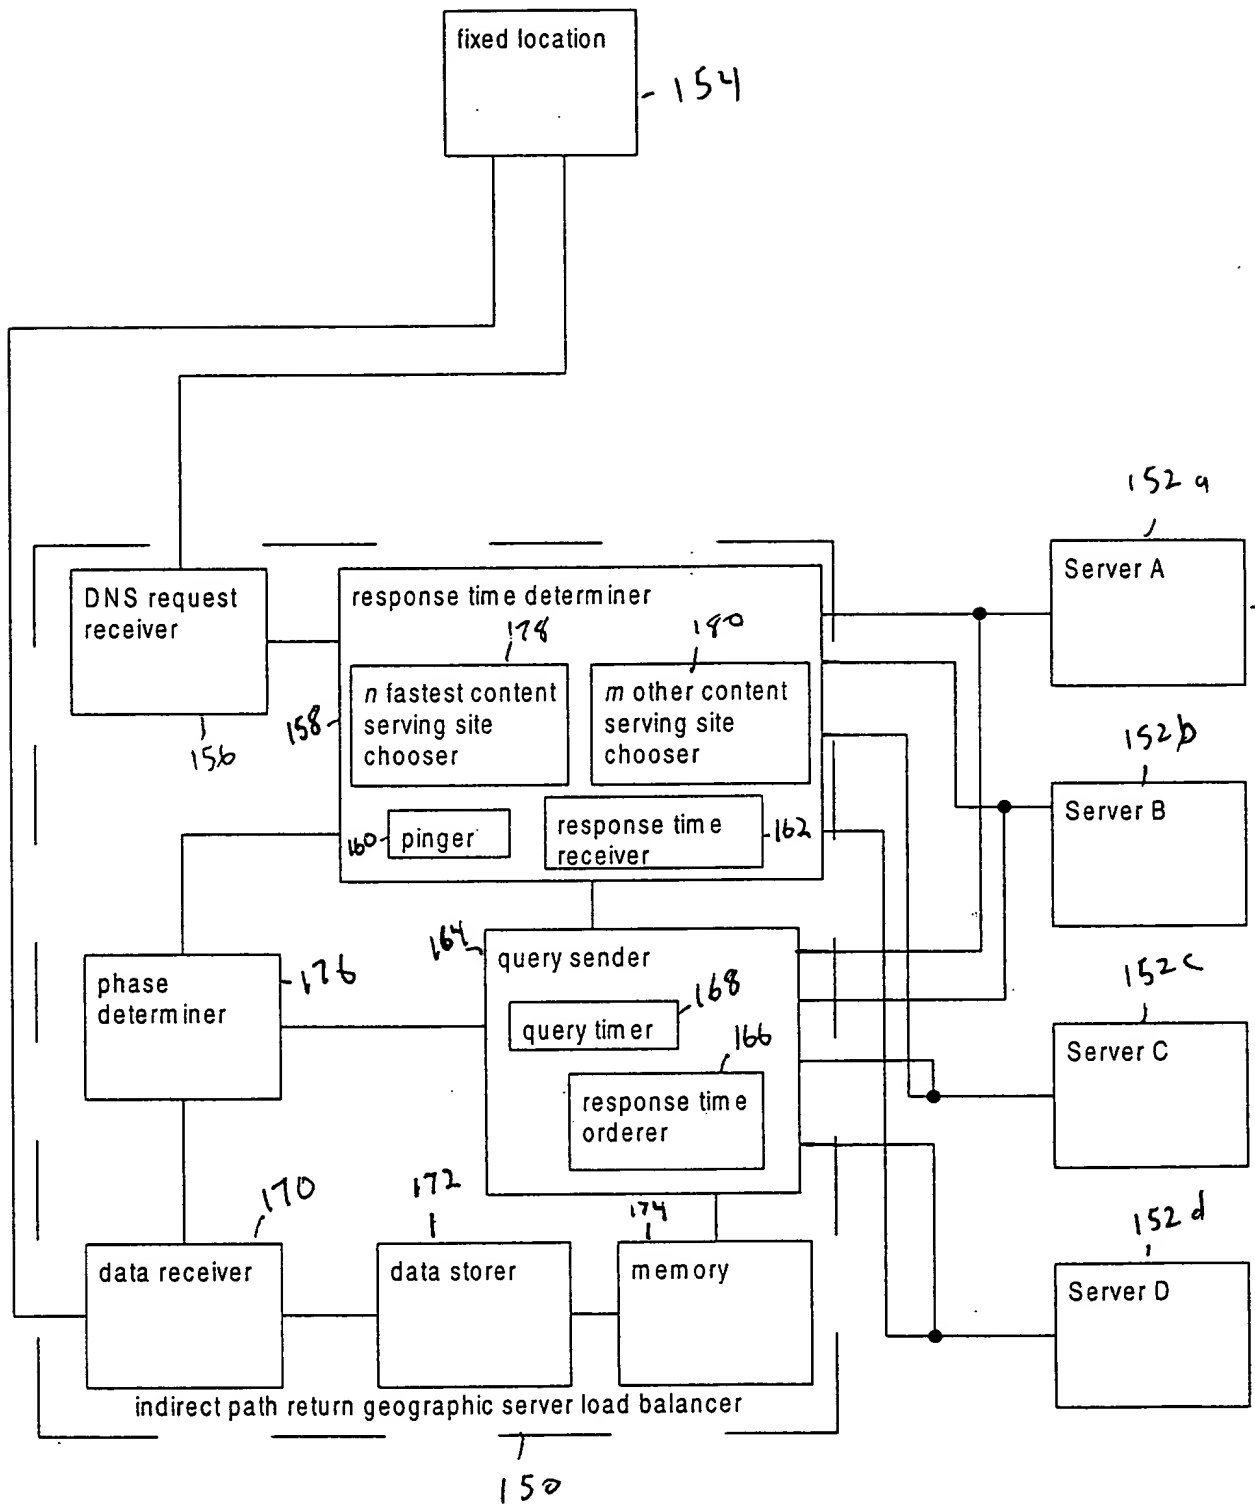 fixed location
154
152a
Server A
DNS request
receiver
156
response time determiner
158
178
n fastest content
serving site
chooser
180
m other content
serving site
chooser
160
pinger
response time
receiver
162
152b
Server B
164
query sender
168
query timer
166
response time
orderer
phase
determiner
176
152c
Server C
170
data receiver
172
data storer
174
memory
152d
Server D
indirect path return geographic server load balancer
150